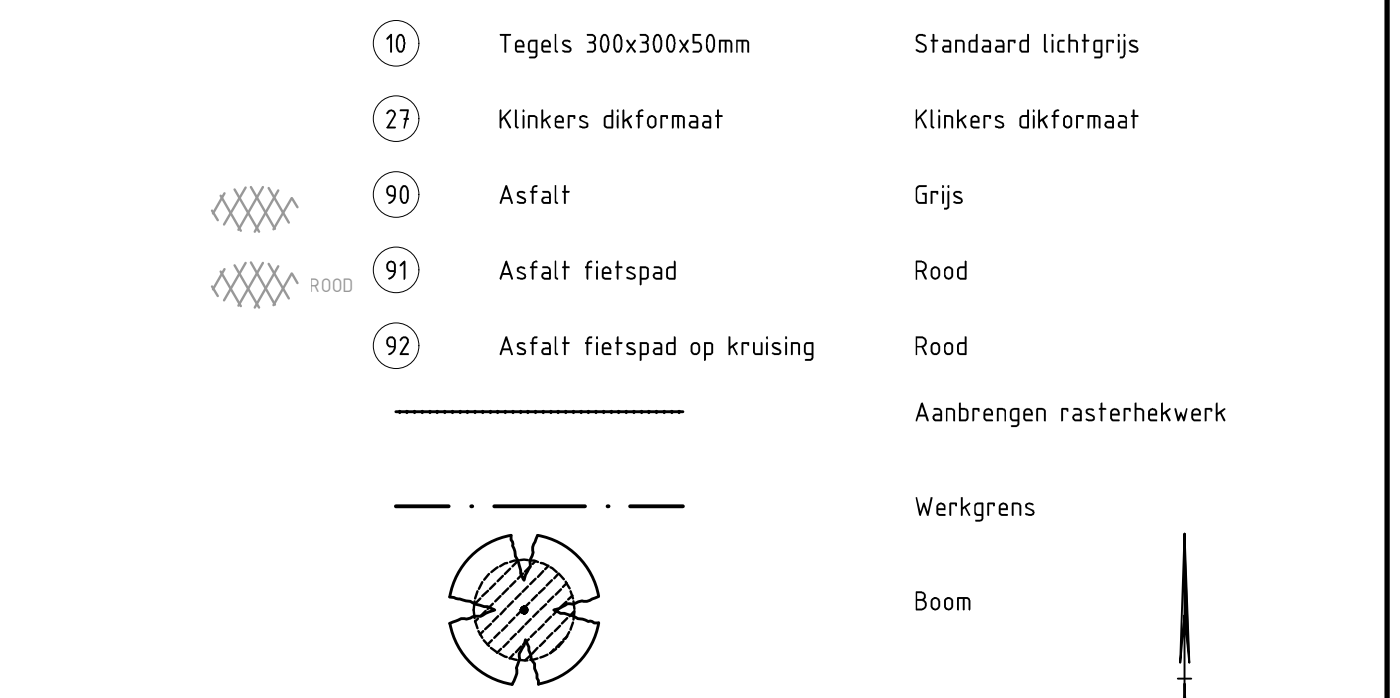 10 Tegels 300x300x50mm Standaard lichtgrijs
27 Klinkers dikformaat Klinkers dikformaat
90 Asfalt Grijs
ROOD 91 Asfalt fietspad Rood
92 Asfalt fietspad op kruising Rood
Aanbrengen rasterhekwerk
Werkgrens
Boom